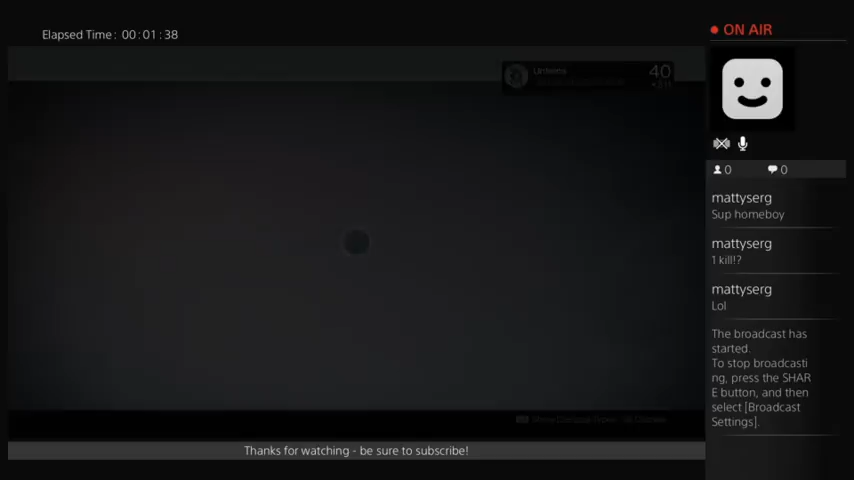 Elapsed Time: 00:01:38
ON AIR
40
0 0
mattyserg
Sup homeboy
mattyserg
1 kill!?
mattyserg
Lol
The broadcast has
started.
To stop broadcasti
ng, press the SHAR
E button, and then
select [Broadcast
Settings].
Thanks for watching - be sure to subscribe!